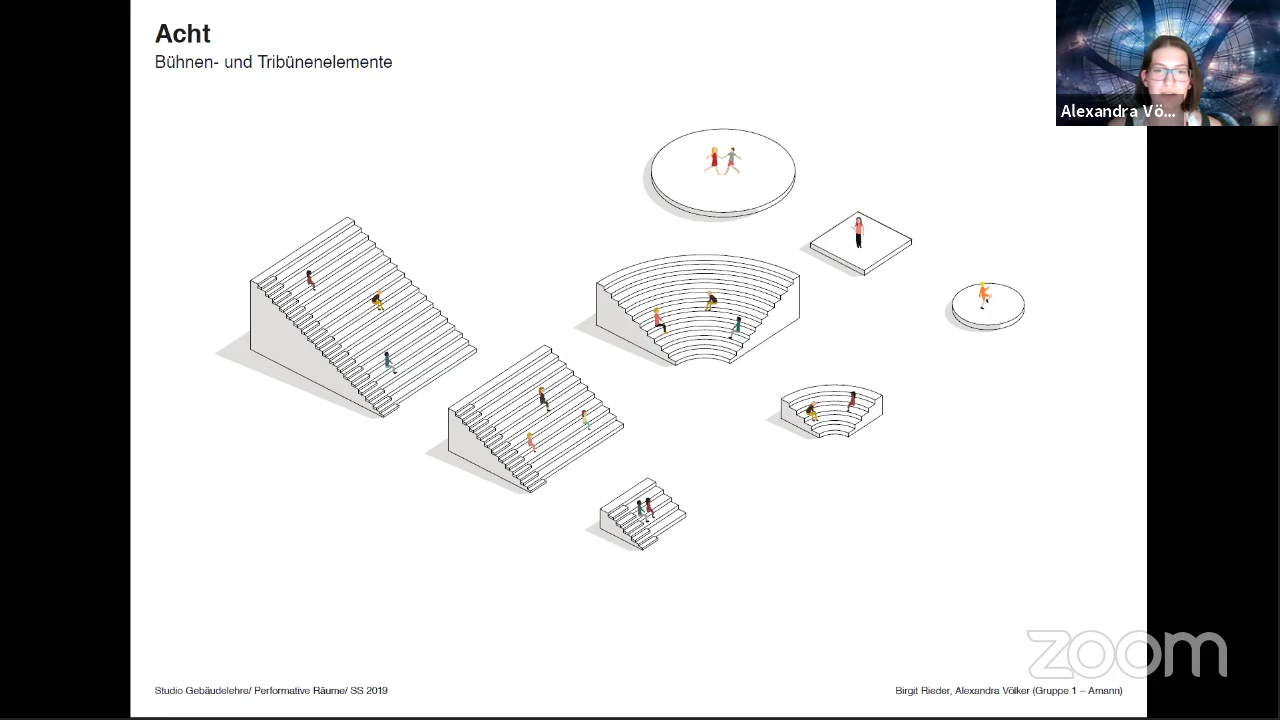 Acht
Bühnen- und Tribünenelemente
Alexandra Vö...
zoom
Studio Gebäudelehre/ Performative Räume/ SS 2019
Birgit Rieder, Alexandra Völker (Gruppe 1 – Amann)